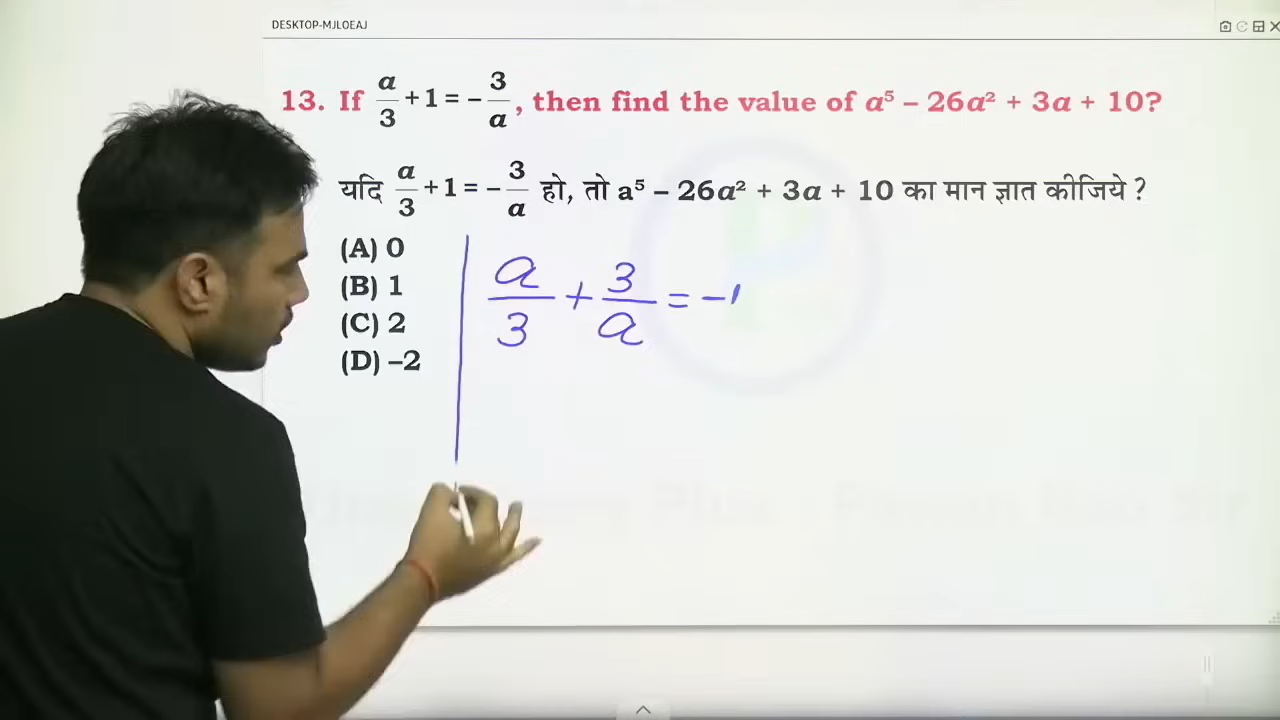 DESKTOP-MJLOEAJ
13. If a/3 + 1 = – 3/a, then find the value of a⁵ – 26a² + 3a + 10?
यदि a/3 + 1 = – 3/a हो, तो a⁵ – 26a² + 3a + 10 का मान ज्ञात कीजिये ?
(A) 0
(B) 1
(C) 2
(D) –2
a/3 + 3/a = –1